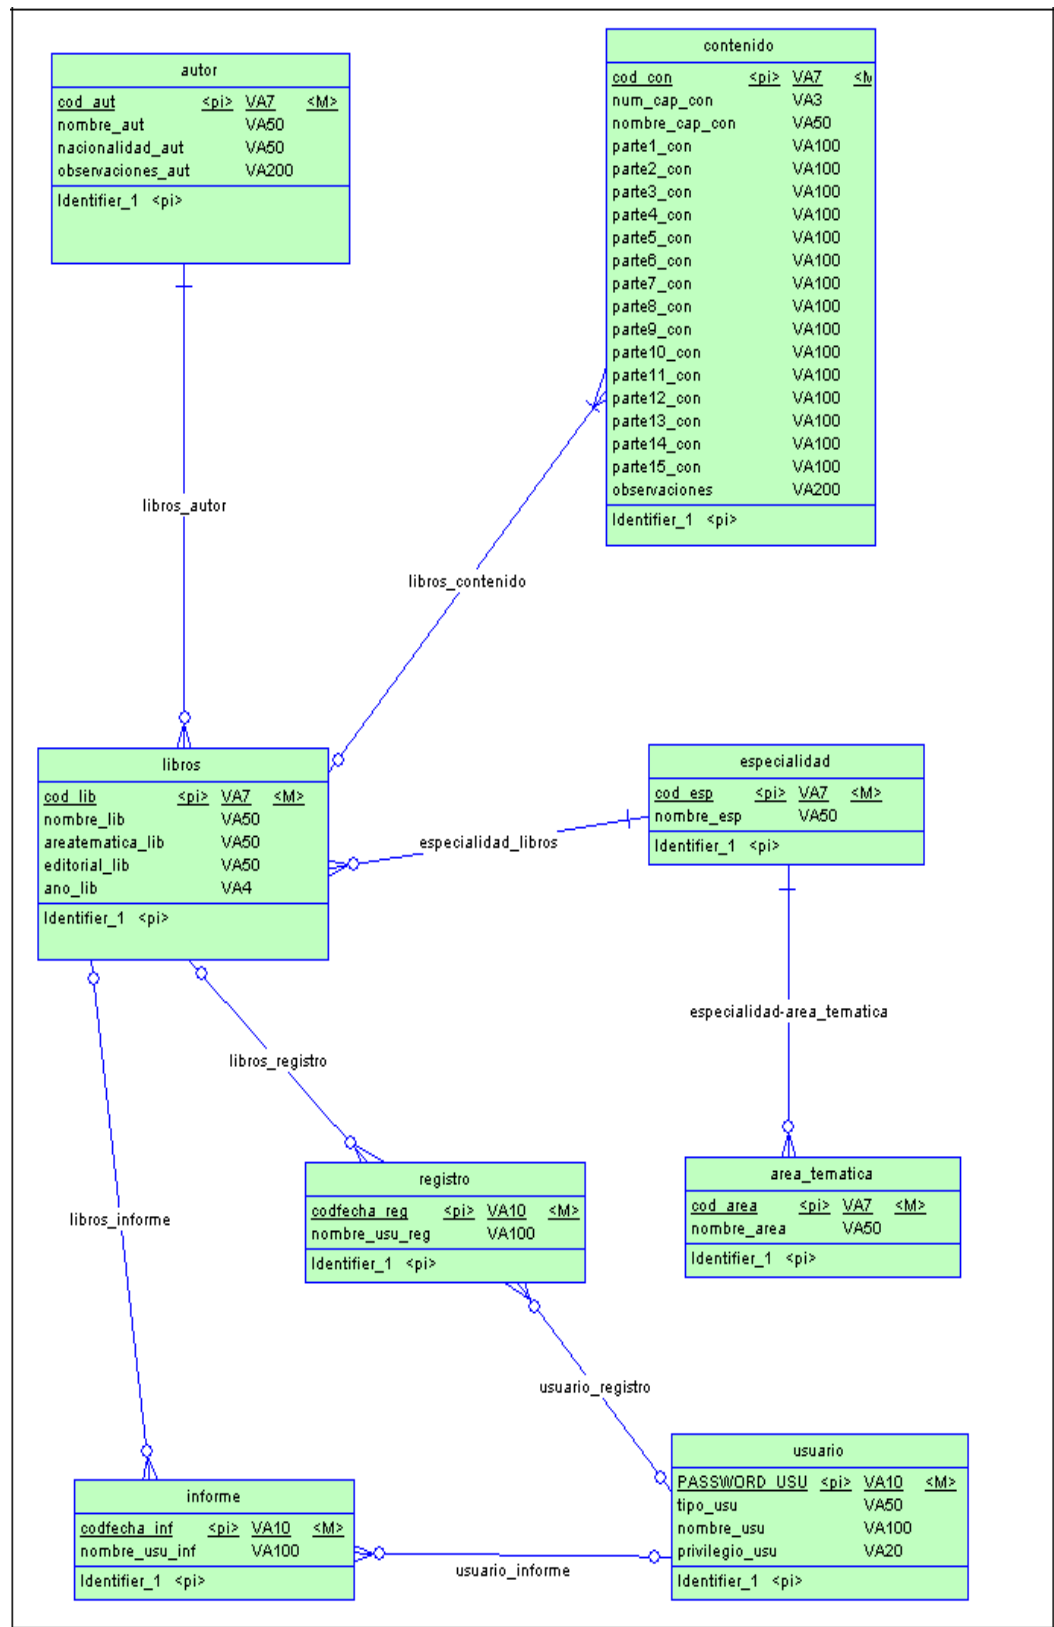 autor
cod_aut <pi> VA7 <M>
nombre_aut VA50
nacionalidad_aut VA50
observaciones_aut VA200
Identifier_1 <pi>
contenido
cod_con <pi> VA7 <M
num_cap_con VA3
nombre_cap_con VA50
parte1_con VA100
parte2_con VA100
parte3_con VA100
parte4_con VA100
parte5_con VA100
parte6_con VA100
parte7_con VA100
parte8_con VA100
parte9_con VA100
parte10_con VA100
parte11_con VA100
parte12_con VA100
parte13_con VA100
parte14_con VA100
parte15_con VA100
observaciones VA200
Identifier_1 <pi>
libros_autor
libros_contenido
libros
cod_lib <pi> VA7 <M>
nombre_lib VA50
areatematica_lib VA50
editorial_lib VA50
ano_lib VA4
Identifier_1 <pi>
especialidad_libros
especialidad
cod_esp <pi> VA7 <M>
nombre_esp VA50
Identifier_1 <pi>
especialidad-area_tematica
libros_registro
libros_informe
registro
codfecha_reg <pi> VA10 <M>
nombre_usu_reg VA100
Identifier_1 <pi>
area_tematica
cod_area <pi> VA7 <M>
nombre_area VA50
Identifier_1 <pi>
usuario_registro
informe
codfecha_inf <pi> VA10 <M>
nombre_usu_inf VA100
Identifier_1 <pi>
usuario_informe
usuario
PASSWORD_USU <pi> VA10 <M>
tipo_usu VA50
nombre_usu VA100
privilegio_usu VA20
Identifier_1 <pi>